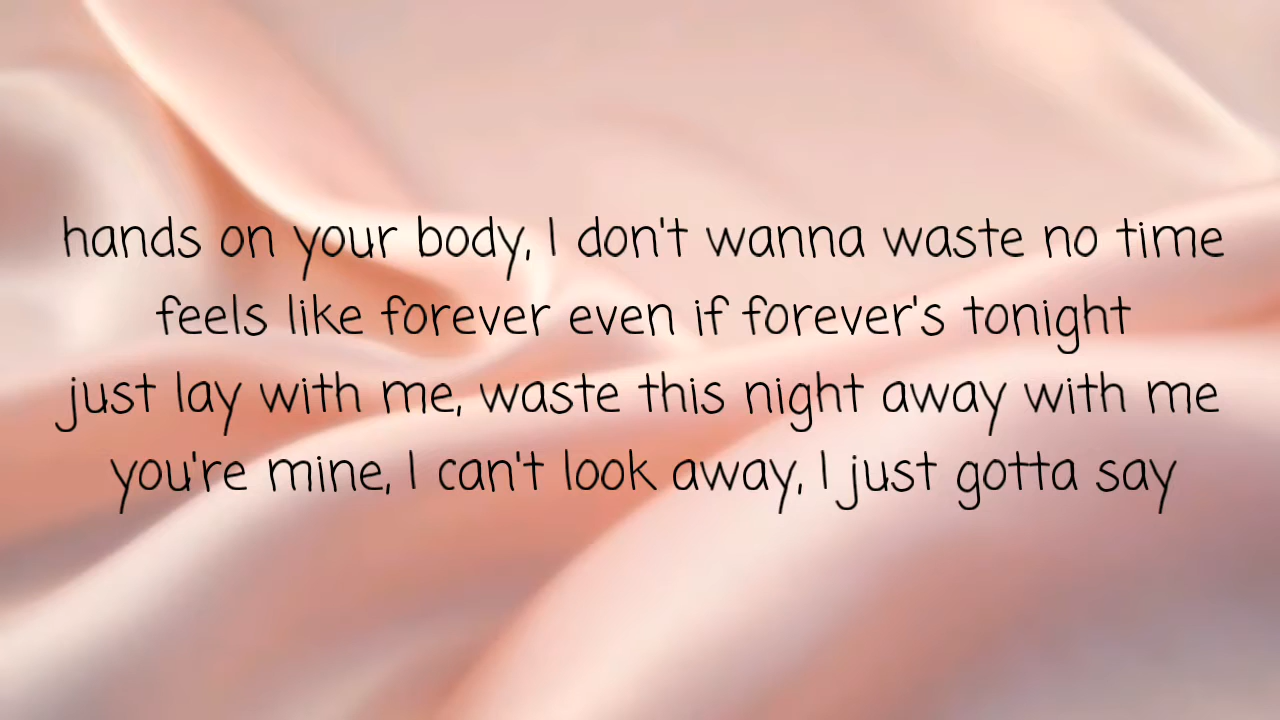 hands on your body, I don't wanna waste no time
feels like forever even if forever's tonight
just lay with me, waste this night away with me
you're mine, I can't look away, I just gotta say